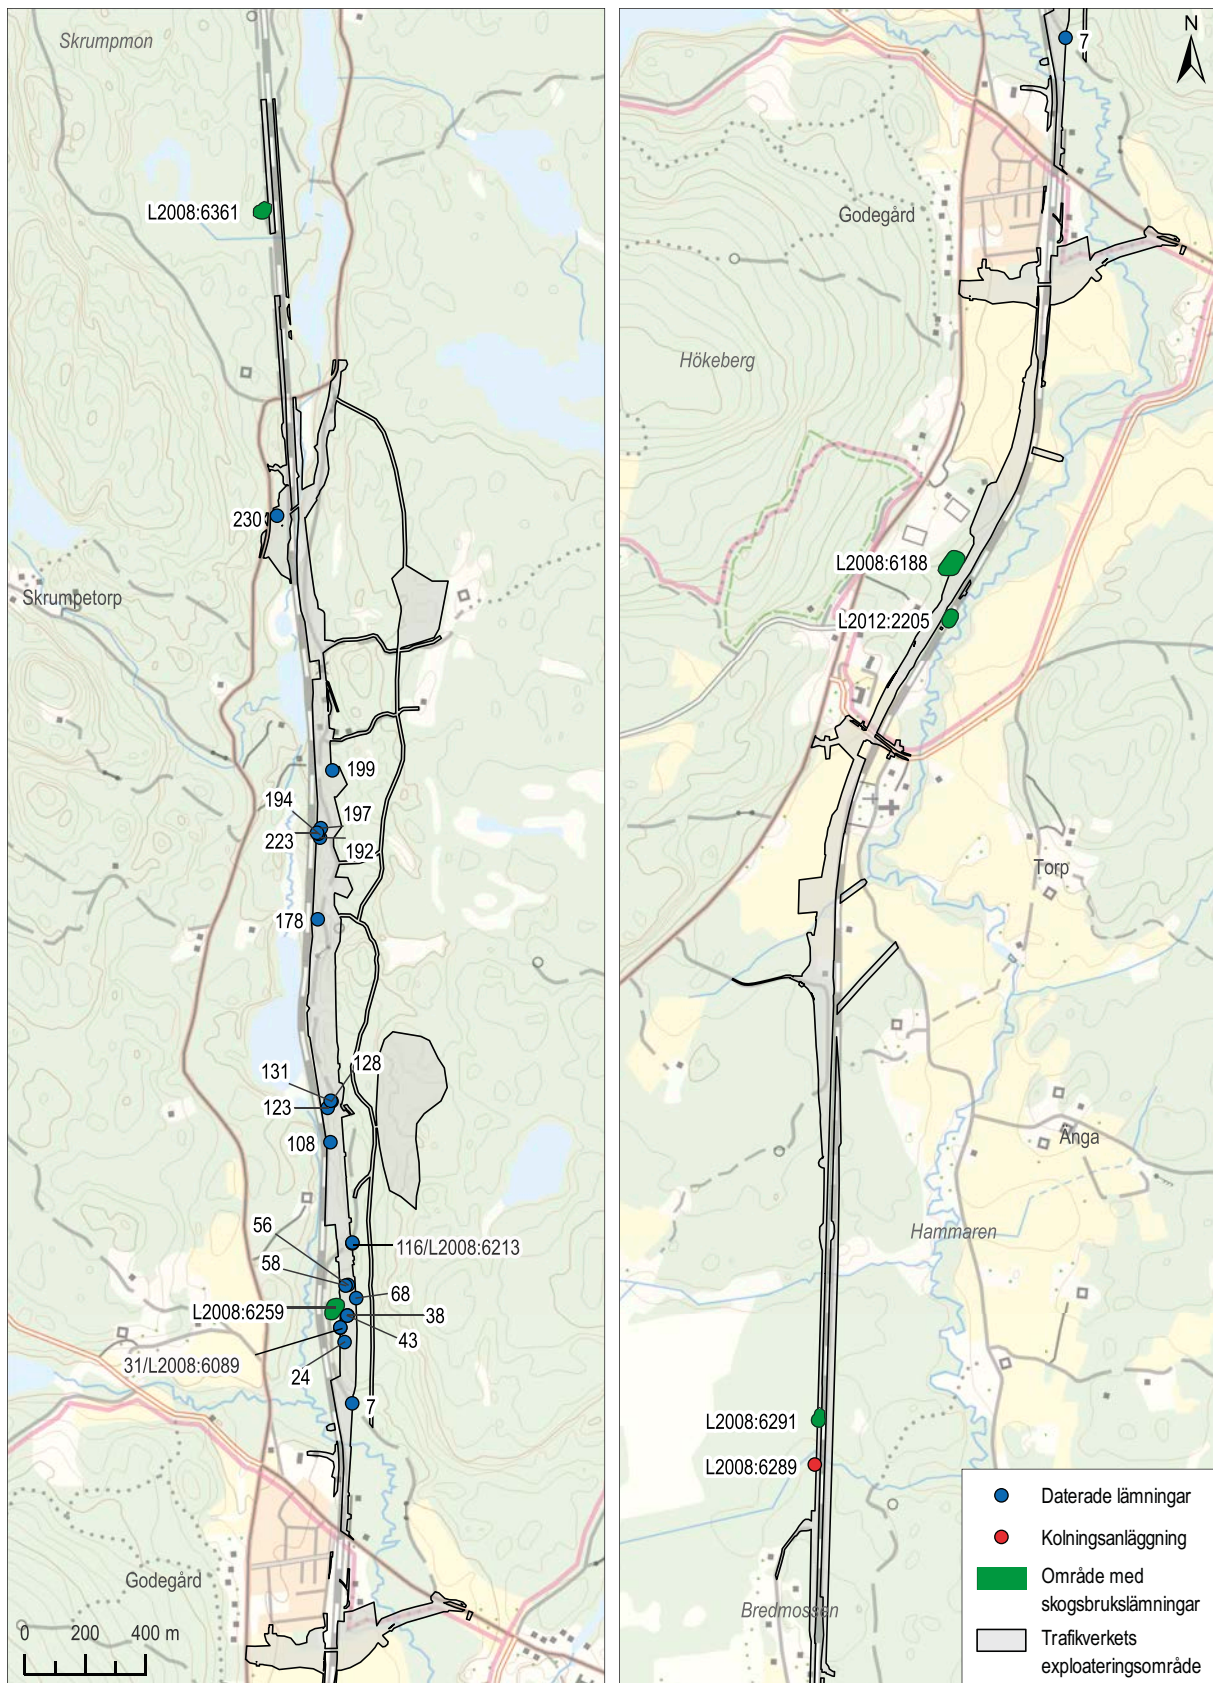 Skrumpmon
L2008:6361
230
Skrumpetorp
199
194
197
223
192
178
131
128
123
108
56
116/L2008:6213
58
68
L2008:6259
38
43
31/L2008:6089
24
7
Godegård
0 200 400 m
N
7
Godegård
Hökeberg
L2008:6188
L2012:2205
Torp
Ånga
Hammaren
L2008:6291
L2008:6289
Bredmossen
Daterade lämningar
Kolningsanläggning
Område med
skogsbrukslämningar
Trafikverkets
exploateringsområde